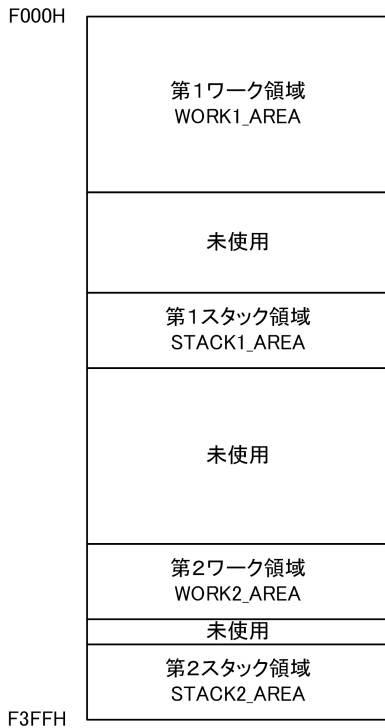 F000H
第1ワーク領域
WORK1_AREA
未使用
第1スタック領域
STACK1_AREA
未使用
第2ワーク領域
WORK2_AREA
未使用
第2スタック領域
STACK2_AREA
F3FFH